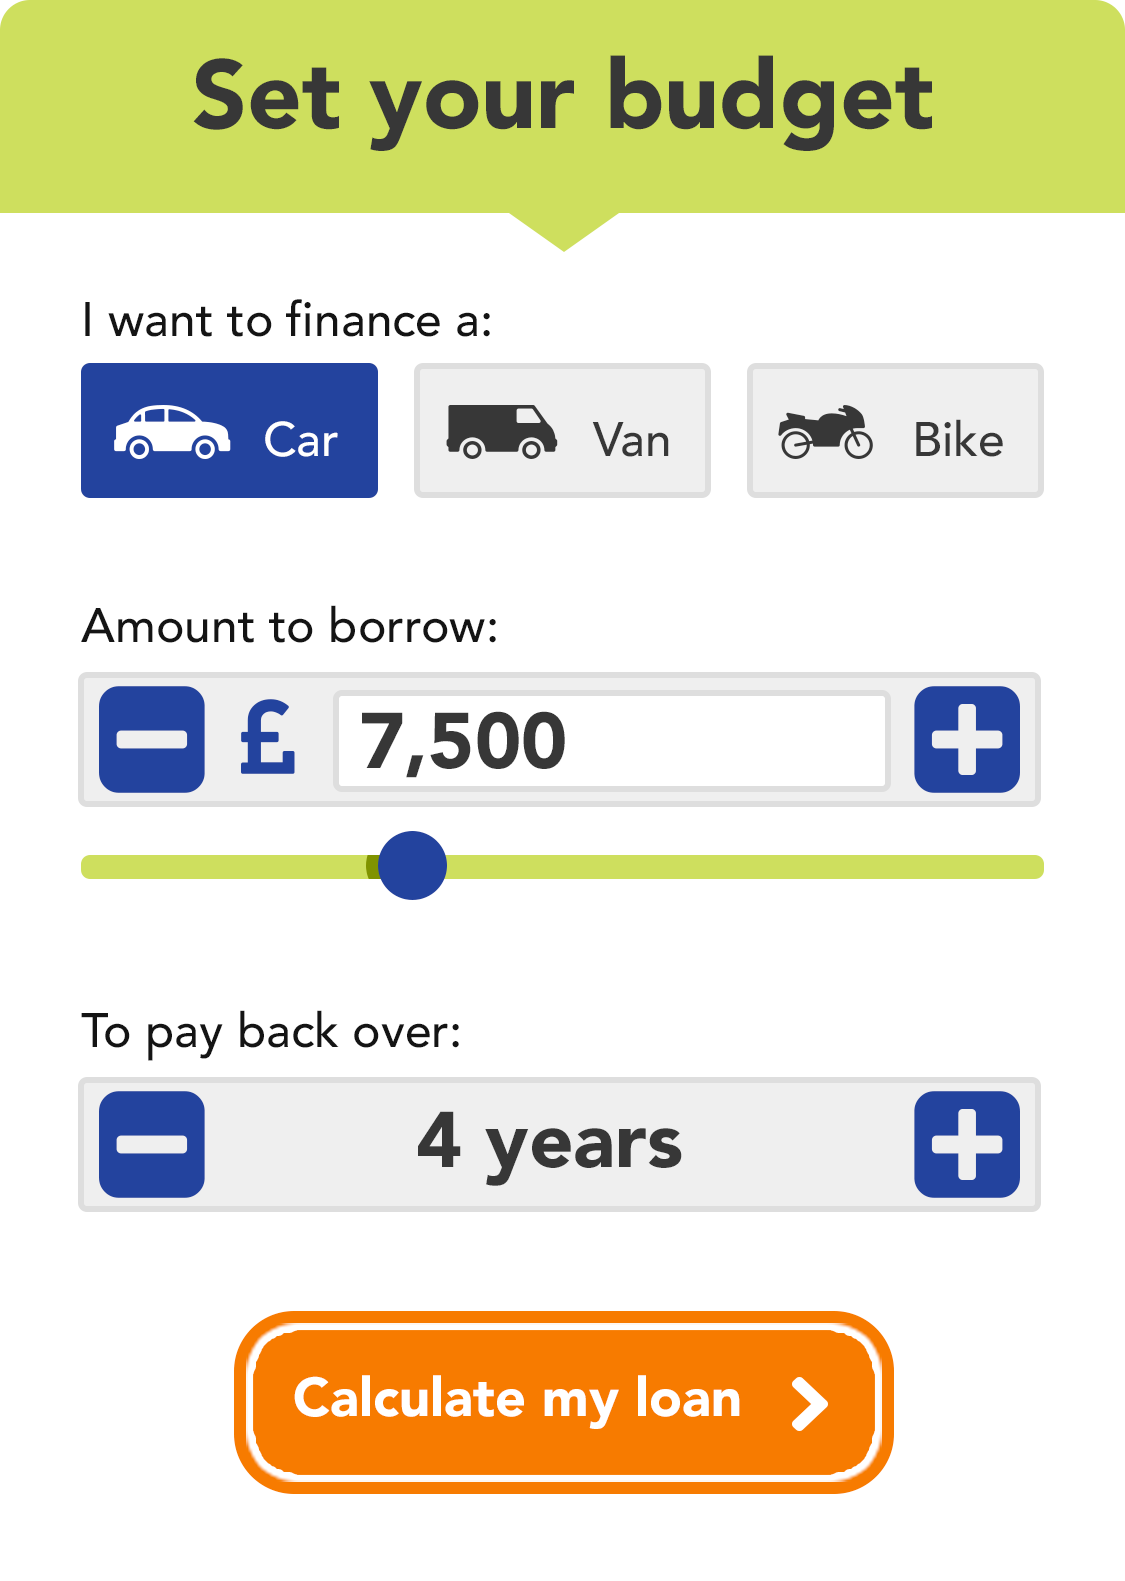 Set your budget
I want to finance a:
Car Van Bike
Amount to borrow:
£ 7,500
To pay back over:
4 years
Calculate my loan